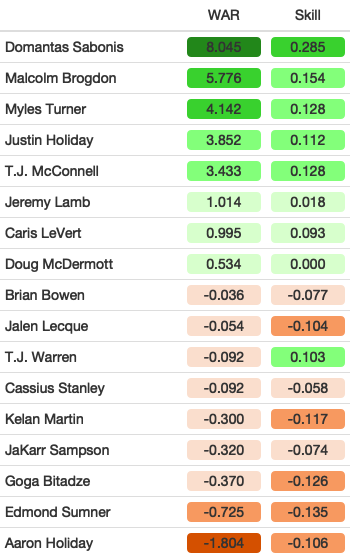 WAR Skill
Domantas Sabonis 8.045 0.285
Malcolm Brogdon 5.776 0.154
Myles Turner 4.142 0.128
Justin Holiday 3.852 0.112
T.J. McConnell 3.433 0.128
Jeremy Lamb 1.014 0.018
Caris LeVert 0.995 0.093
Doug McDermott 0.534 0.000
Brian Bowen -0.036 -0.077
Jalen Lecque -0.054 -0.104
T.J. Warren -0.092 0.103
Cassius Stanley -0.092 -0.058
Kelan Martin -0.300 -0.117
JaKarr Sampson -0.320 -0.074
Goga Bitadze -0.370 -0.126
Edmond Sumner -0.725 -0.135
Aaron Holiday -1.804 -0.106